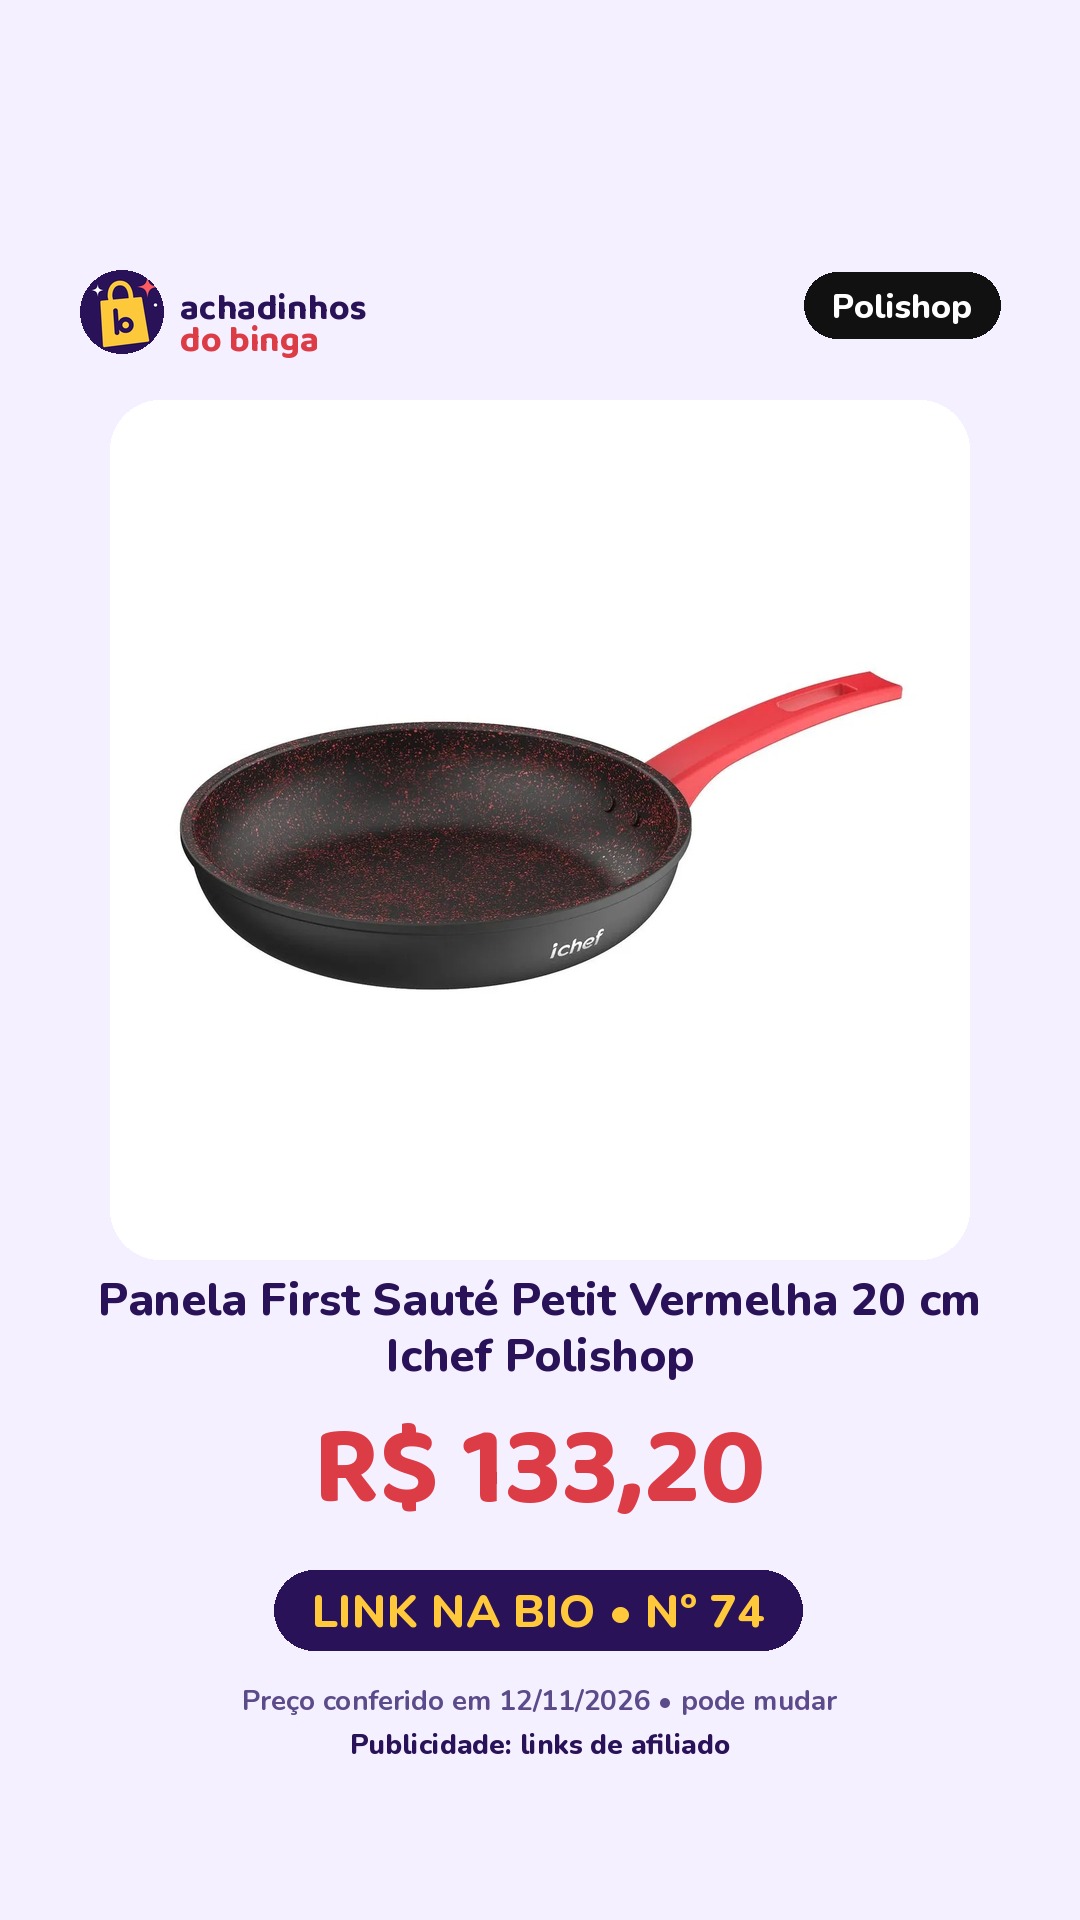 achadinhos
do binga
b
Polishop
ichef
Panela First Sauté Petit Vermelha 20 cm
Ichef Polishop
R$ 133,20
LINK NA BIO • Nº 74
Preço conferido em 12/11/2026 • pode mudar
Publicidade: links de afiliado